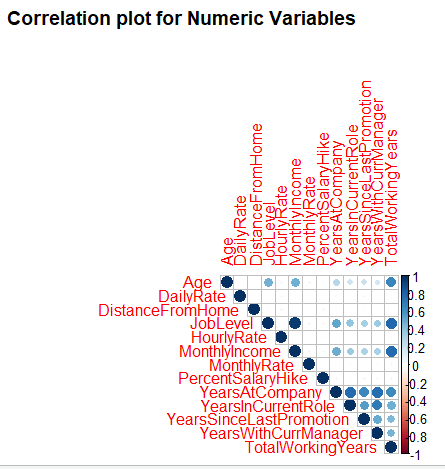 Correlation plot for Numeric Variables
Age
DailyRate
DistanceFromHome
JobLevel
HourlyRate
MonthlyIncome
MonthlyRate
PercentSalaryHike
YearsAtCompany
YearsInCurrentRole
YearsSinceLastPromotion
YearsWithCurrManager
TotalWorkingYears
Age
DailyRate
DistanceFromHome
JobLevel
HourlyRate
MonthlyIncome
MonthlyRate
PercentSalaryHike
YearsAtCompany
YearsInCurrentRole
YearsSinceLastPromotion
YearsWithCurrManager
TotalWorkingYears
1
0.8
0.6
0.4
0.2
0
-0.2
-0.4
-0.6
-0.8
-1